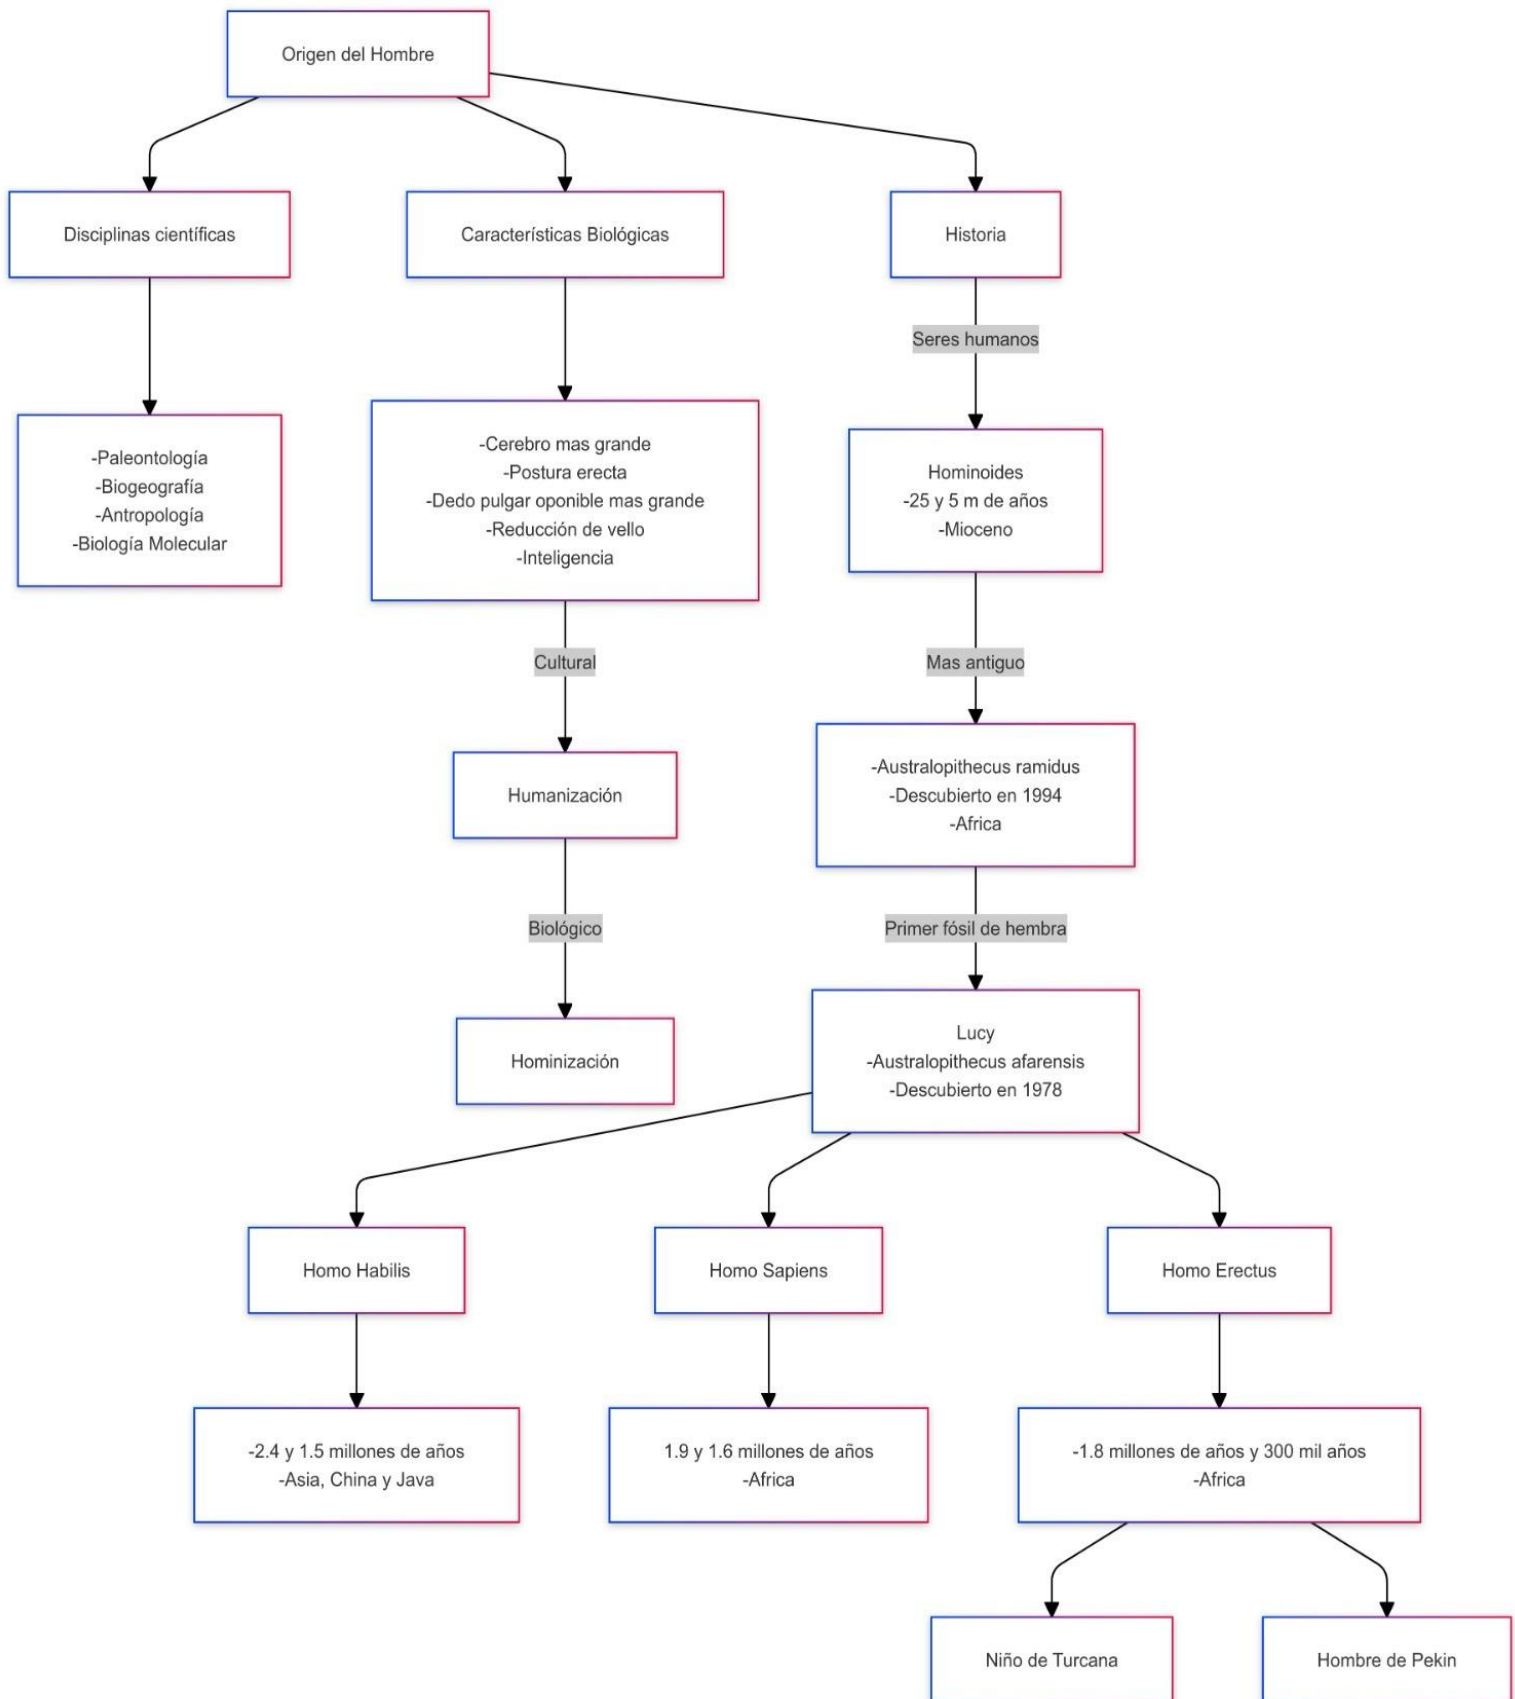 Origen del Hombre
Disciplinas científicas
Características Biológicas
Historia
Seres humanos
-Paleontología
-Biogeografía
-Antropología
-Biología Molecular
-Cerebro mas grande
-Postura erecta
-Dedo pulgar oponible mas grande
-Reducción de vello
-Inteligencia
Hominoides
-25 y 5 m de años
-Mioceno
Cultural
Mas antiguo
Humanización
-Australopithecus ramidus
-Descubierto en 1994
-Africa
Biológico
Primer fósil de hembra
Hominización
Lucy
-Australopithecus afarensis
-Descubierto en 1978
Homo Habilis
Homo Sapiens
Homo Erectus
-2.4 y 1.5 millones de años
-Asia, China y Java
1.9 y 1.6 millones de años
-Africa
-1.8 millones de años y 300 mil años
-Africa
Niño de Turcana
Hombre de Pekin